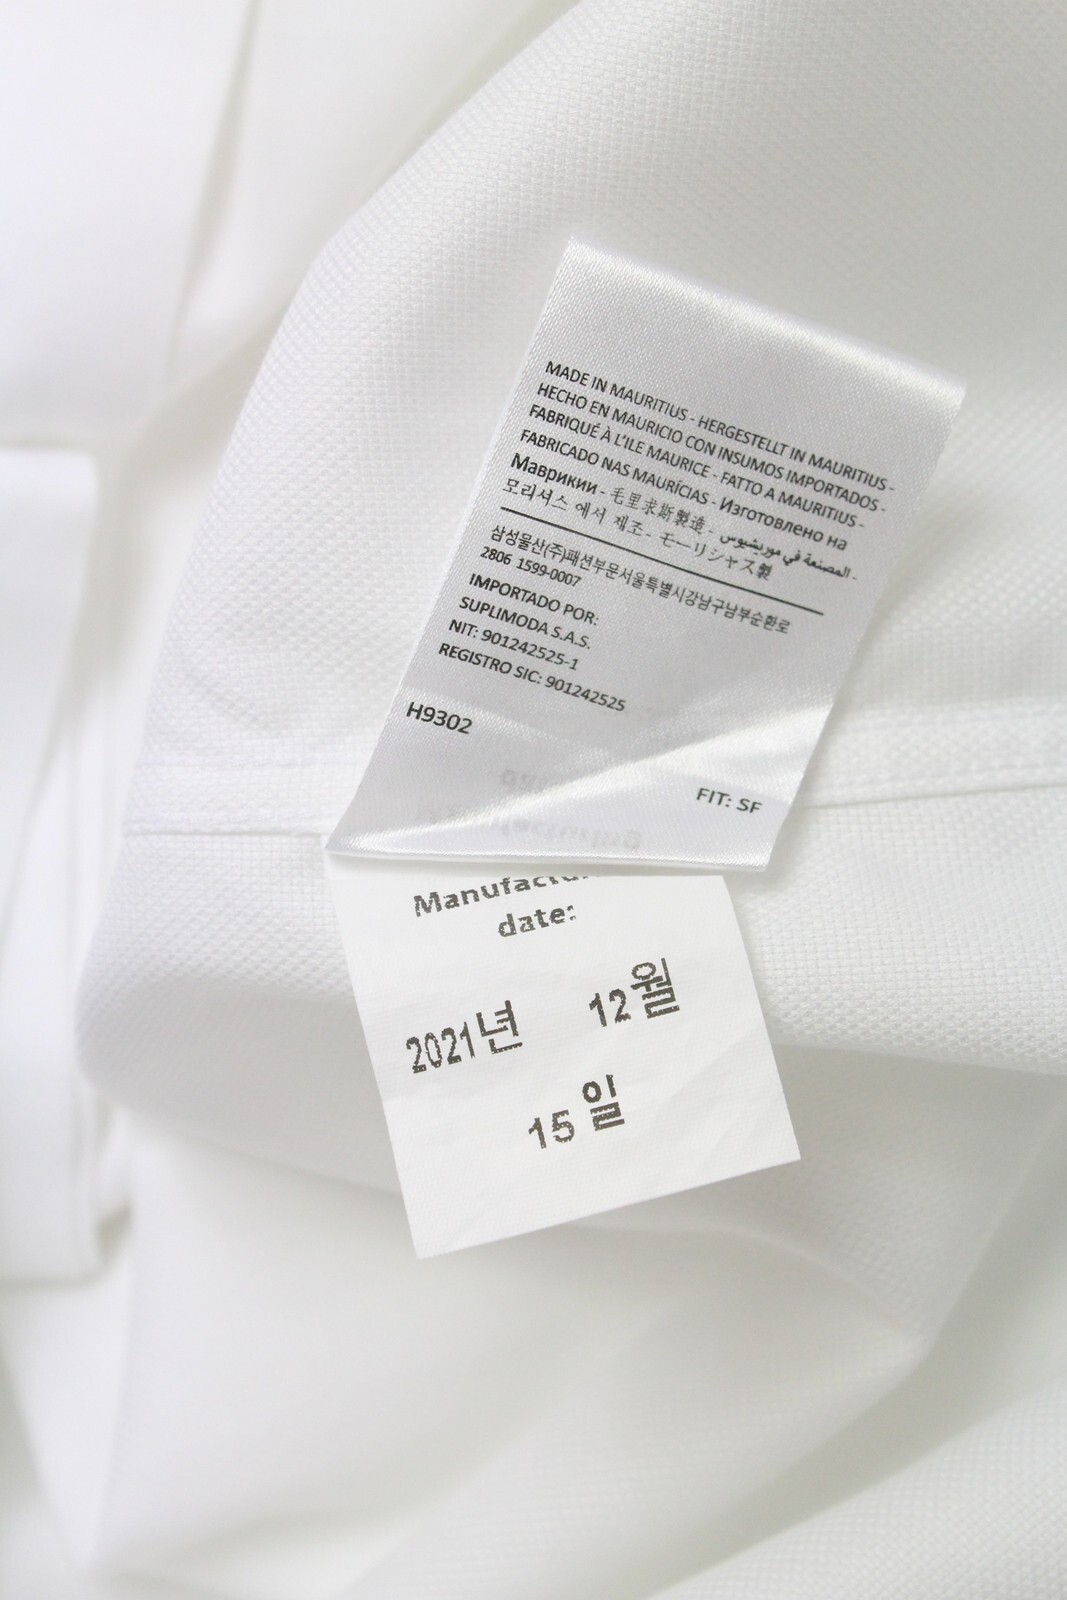 MADE IN MAURITIUS - HERGESTELLT IN MAURITIUS -
HECHO EN MAURICIO CON INSUMOS IMPORTADOS -
FABRIQUÉ À L'ILE MAURICE - FATTO A MAURITIUS -
FABRICADO NAS MAURÍCIAS - Изготовлено на
Маврикии - 毛里求斯製造 - المصنعة في موريشيوس -
모리셔스 에서 제조 - モーリシャス製
삼성물산(주)패션부문서울특별시강남구남부순환로
2806 1599-0007
IMPORTADO POR:
SUPLIMODA S.A.S.
NIT: 901242525-1
REGISTRO SIC: 901242525
H9302
FIT: SF
date:
2021년 12월
15일